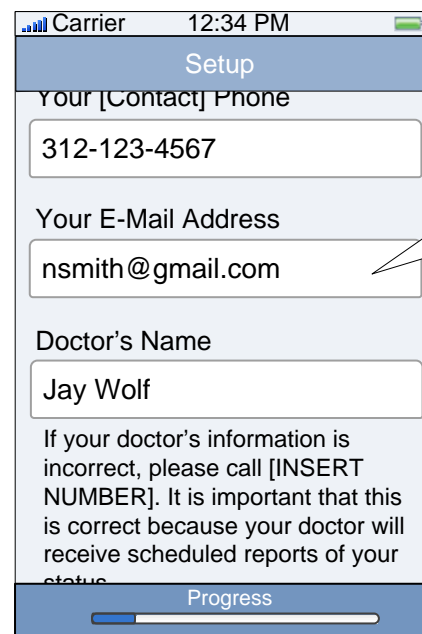 Carrier 12:34 PM
Setup
Your [Contact] Phone
312-123-4567
Your E-Mail Address
nsmith@gmail.com
Doctor's Name
Jay Wolf
If your doctor's information is
incorrect, please call [INSERT
NUMBER]. It is important that this
is correct because your doctor will
receive scheduled reports of your
status
Progress